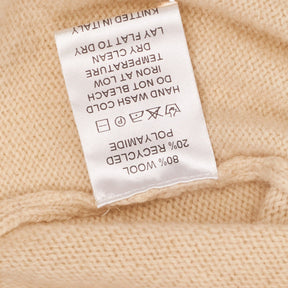 80% WOOL
20% RECYCLED
POLYAMIDE
HAND WASH COLD
DO NOT BLEACH
IRON AT LOW
TEMPERATURE
DRY CLEAN
LAY FLAT TO DRY
KNITTED IN ITALY